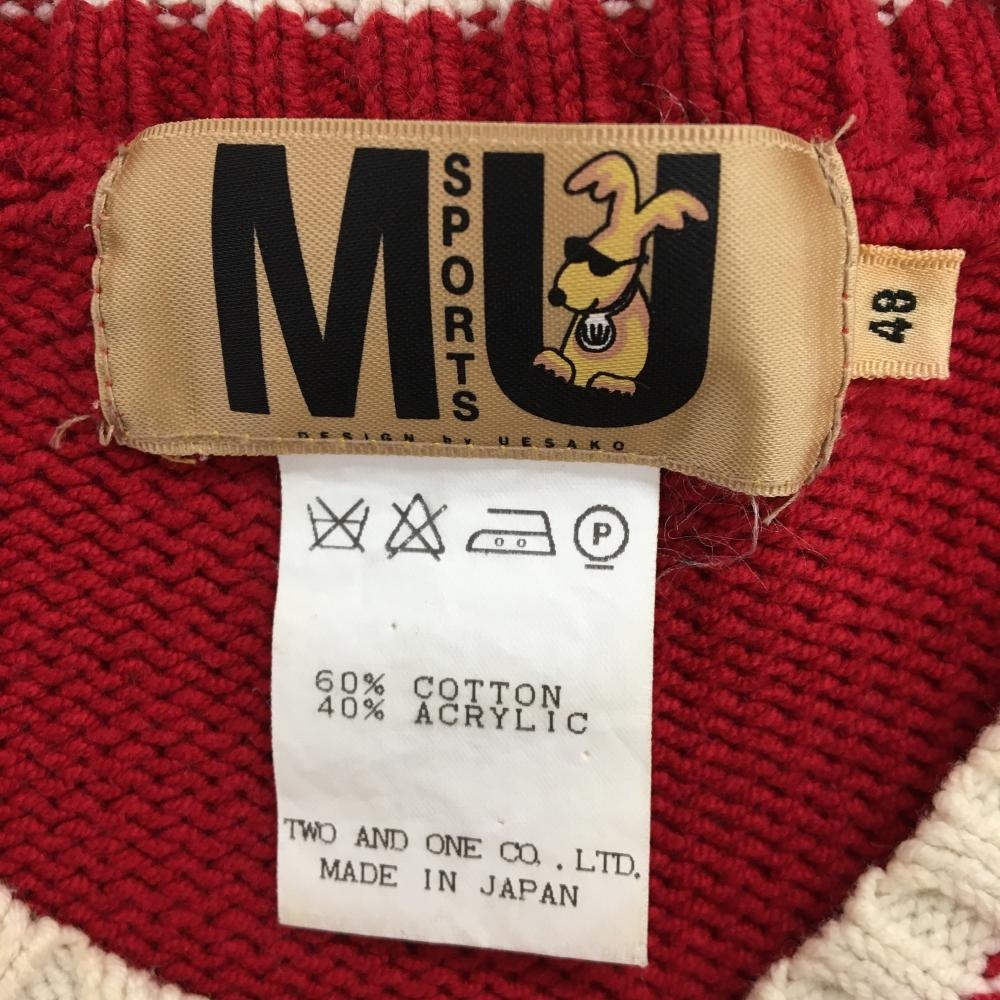 MU
SPORTS
DESIGN by UESAKO
48
P
60% COTTON
40% ACRYLIC
TWO AND ONE CO.,LTD.
MADE IN JAPAN